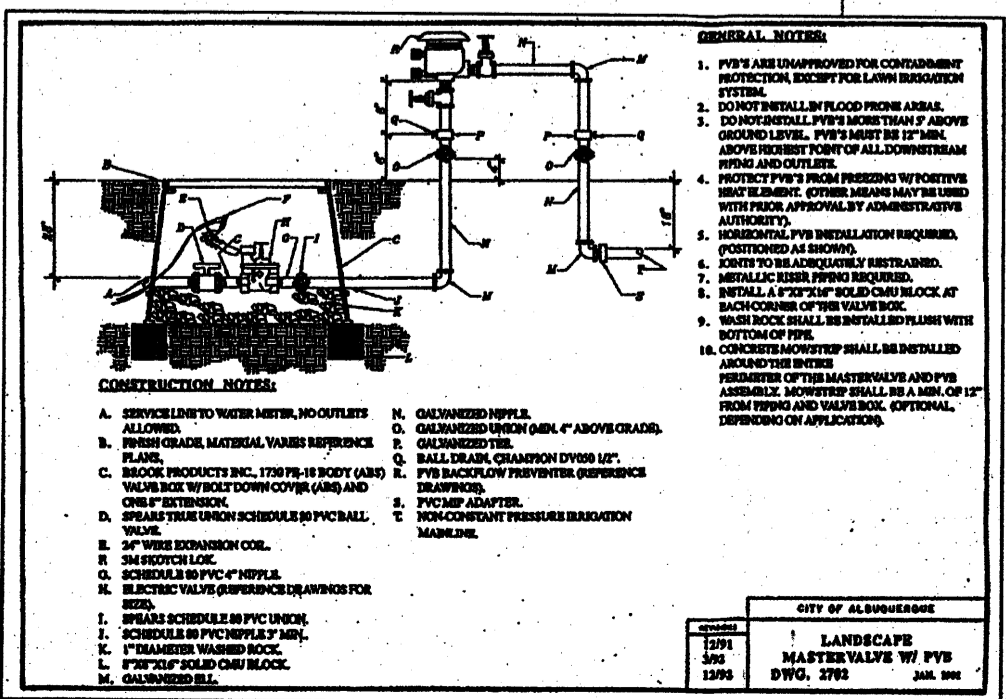 GENERAL NOTES:
1. PVB'S ARE UNAPPROVED FOR CONTAINMENT
PROTECTION, EXCEPT FOR LAWN IRRIGATION
SYSTEM.
2. DO NOT INSTALL IN FLOOD PRONE AREAS.
3. DO NOT INSTALL PVB'S MORE THAN 5' ABOVE
GROUND LEVEL. PVB'S MUST BE 12" MIN.
ABOVE HIGHEST POINT OF ALL DOWNSTREAM
PIPING AND OUTLETS.
4. PROTECT PVB'S FROM FREEZING W/ POSITIVE
HEAT ELEMENT. (OTHER MEANS MAY BE USED
WITH PRIOR APPROVAL BY ADMINISTRATIVE
AUTHORITY).
5. HORIZONTAL PVB INSTALLATION REQUIRED.
(POSITIONED AS SHOWN).
6. JOINTS TO BE ADEQUATELY RESTRAINED.
7. METALLIC RISER PIPING REQUIRED.
8. INSTALL A 8"X8"X16" SOLID CMU BLOCK AT
EACH CORNER OF THE VALVE BOX.
9. WASH ROCK SHALL BE INSTALLED FLUSH WITH
BOTTOM OF PIPE.
10. CONCRETE MOWSTRIP SHALL BE INSTALLED
AROUND THE ENTIRE
PERIMETER OF THE MASTERVALVE AND PVB
ASSEMBLY. MOWSTRIP SHALL BE A MIN. OF 12"
FROM PIPING AND VALVE BOX. (OPTIONAL,
DEPENDING ON APPLICATION).
R
N
M
Q
P
P
Q
O
O
B
E
F
D
H
C
G
I
C
N
N
18"
A
J
K
M
M
S
T
L
CONSTRUCTION NOTES:
A. SERVICE LINE TO WATER METER, NO OUTLETS
ALLOWED.
B. FINISH GRADE, MATERIAL VARIES REFERENCE
PLANS.
C. BROOK PRODUCTS INC., 1730 PB-18 BODY (ABS)
VALVE BOX W/ BOLT DOWN COVER (ABS) AND
ONE 8" EXTENSION.
D. SPEARS TRUE UNION SCHEDULE 80 PVC BALL
VALVE.
E. 24" WIRE EXPANSION COIL.
F. 3M SKOTCH LOK.
G. SCHEDULE 80 PVC 4" NIPPLE.
H. ELECTRIC VALVE (REFERENCE DRAWINGS FOR
SIZE).
I. SPEARS SCHEDULE 80 PVC UNION.
J. SCHEDULE 80 PVC NIPPLE 3" MIN.
K. 1" DIAMETER WASHED ROCK.
L. 8"X8"X16" SOLID CMU BLOCK.
M. GALVANIZED ELL.
N. GALVANIZED NIPPLE.
O. GALVANIZED UNION (MIN. 4" ABOVE GRADE).
P. GALVANIZED TEE.
Q. BALL DRAIN, CHAMPION DV050 1/2".
R. PVB BACKFLOW PREVENTER (REFERENCE
DRAWINGS).
S. PVC MIP ADAPTER.
T. NON-CONSTANT PRESSURE IRRIGATION
MAINLINE.
CITY OF ALBUQUERQUE
REVISIONS
12/91
3/92
12/92
LANDSCAPE
MASTERVALVE W/ PVB
DWG. 2702